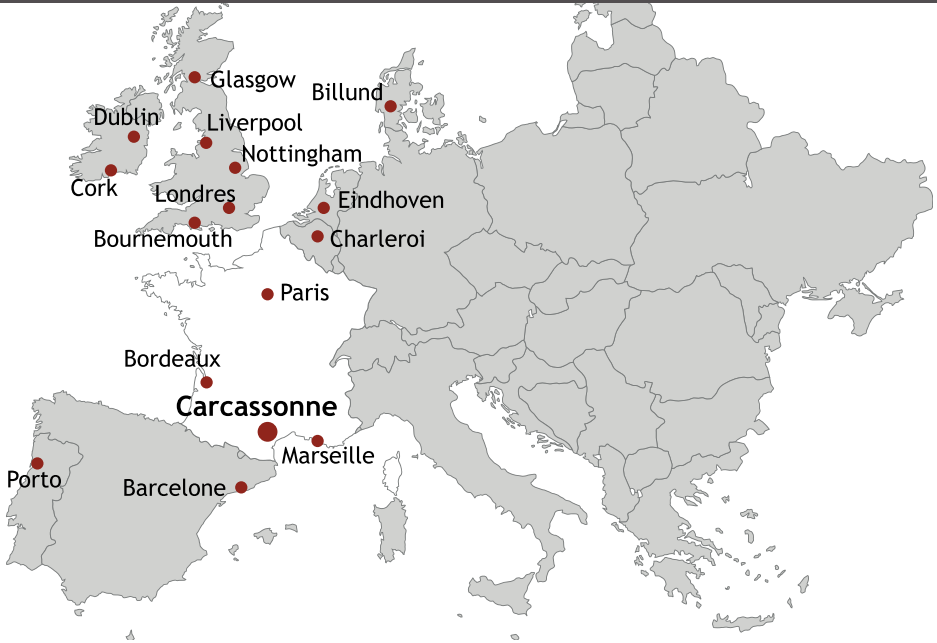 Glasgow
Billund
Dublin
Liverpool
Nottingham
Cork
Londres
Eindhoven
Bournemouth
Charleroi
Paris
Bordeaux
Carcassonne
Marseille
Porto
Barcelone